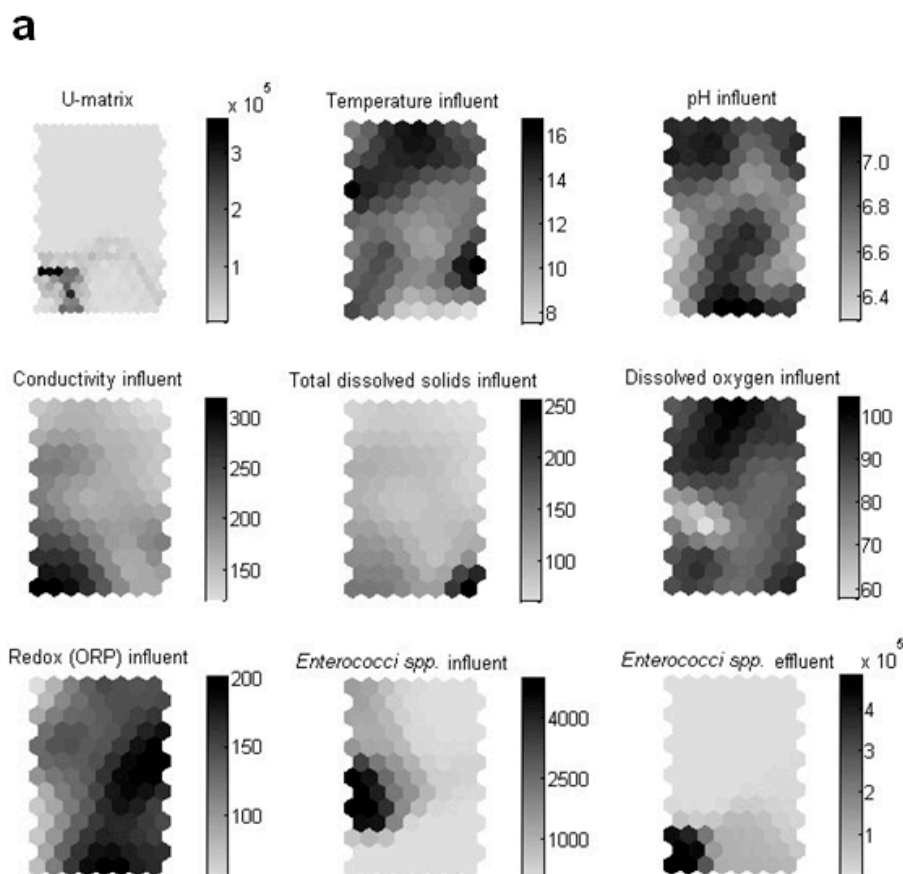 a
U-matrix
x 10^5
3
2
1
Temperature influent
16
14
12
10
8
pH influent
7.0
6.8
6.6
6.4
Conductivity influent
300
250
200
150
Total dissolved solids influent
250
200
150
100
Dissolved oxygen influent
100
90
80
70
60
Redox (ORP) influent
200
150
100
Enterococci spp. influent
4000
2500
1000
Enterococci spp. effluent
x 10^5
4
3
2
1